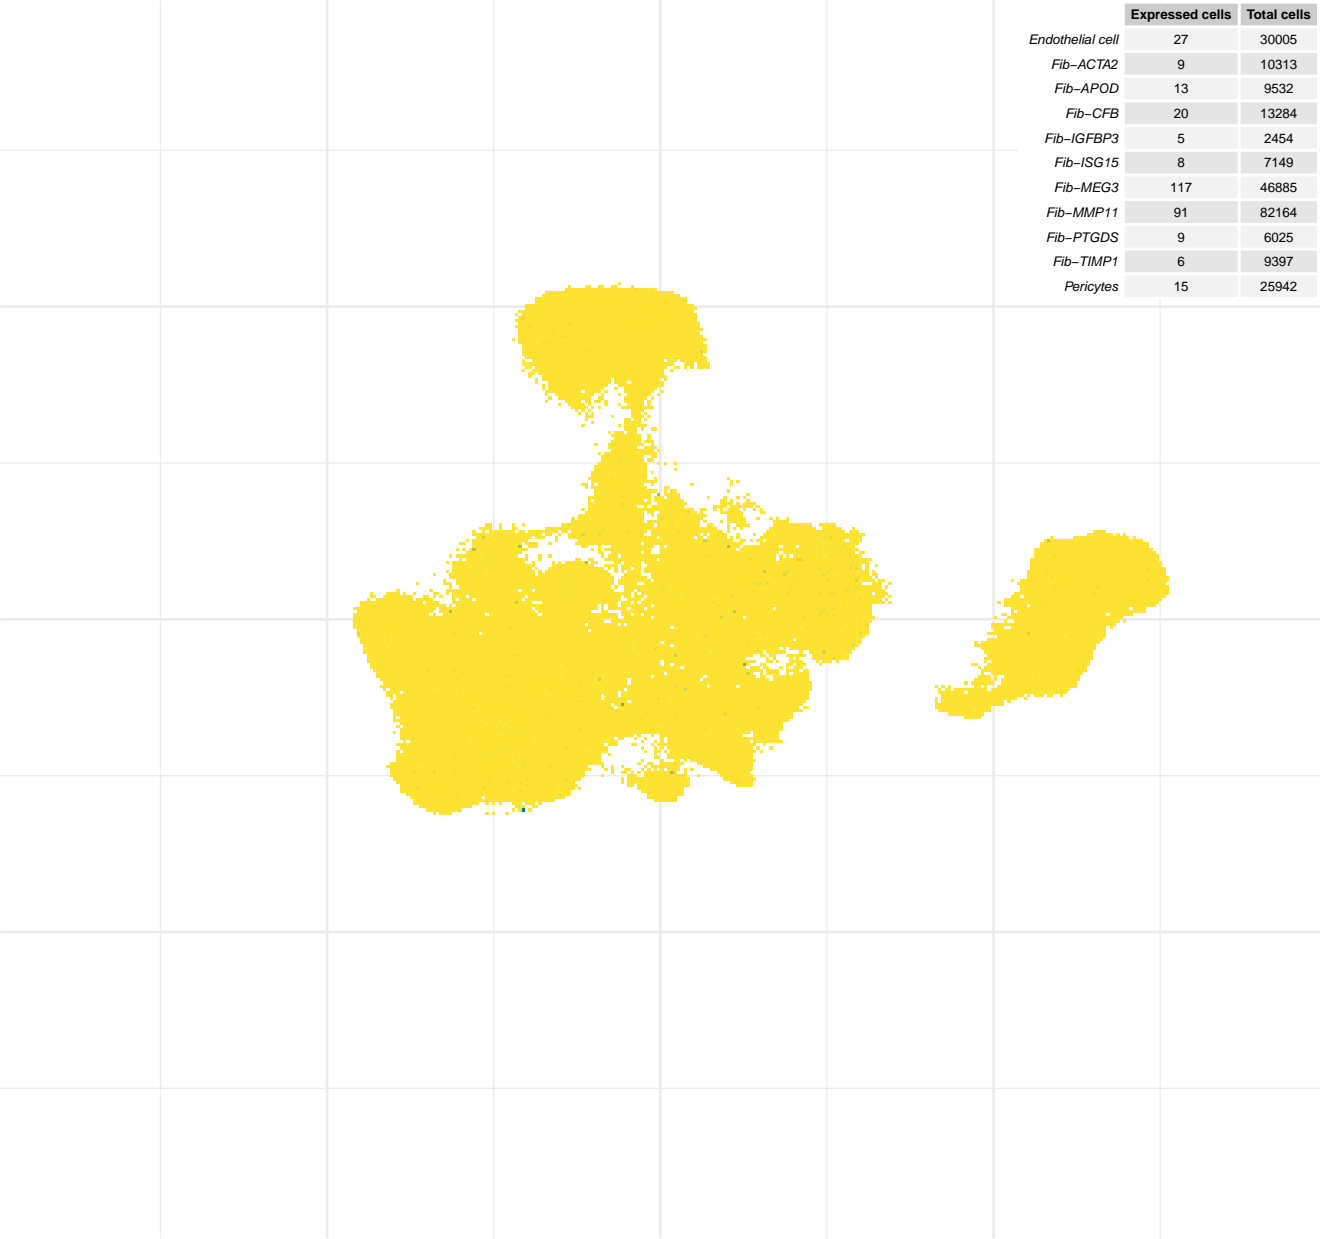 Expressed cells Total cells
Endothelial cell 27 30005
Fib−ACTA2 9 10313
Fib−APOD 13 9532
Fib−CFB 20 13284
Fib−IGFBP3 5 2454
Fib−ISG15 8 7149
Fib−MEG3 117 46885
Fib−MMP11 91 82164
Fib−PTGDS 9 6025
Fib−TIMP1 6 9397
Pericytes 15 25942